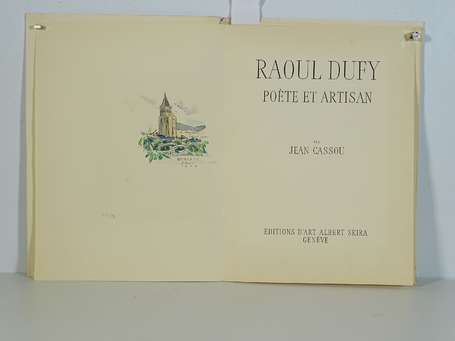 RAOUL DUFY
POÈTE ET ARTISAN
PAR
JEAN CASSOU
EDITIONS D'ART ALBERT SKIRA
GENÈVE